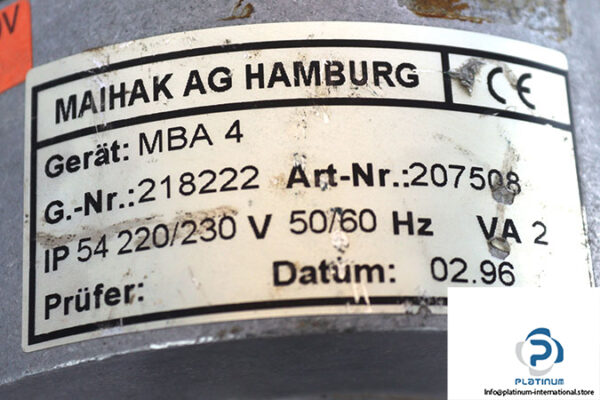 0V
MAIHAK AG HAMBURG CE
Gerät: MBA 4
G.-Nr.:218222 Art-Nr.:207508
IP 54 220/230 V 50/60 Hz VA 2
Prüfer: Datum: 02.96
PLATINUM
Info@platinum-international.store